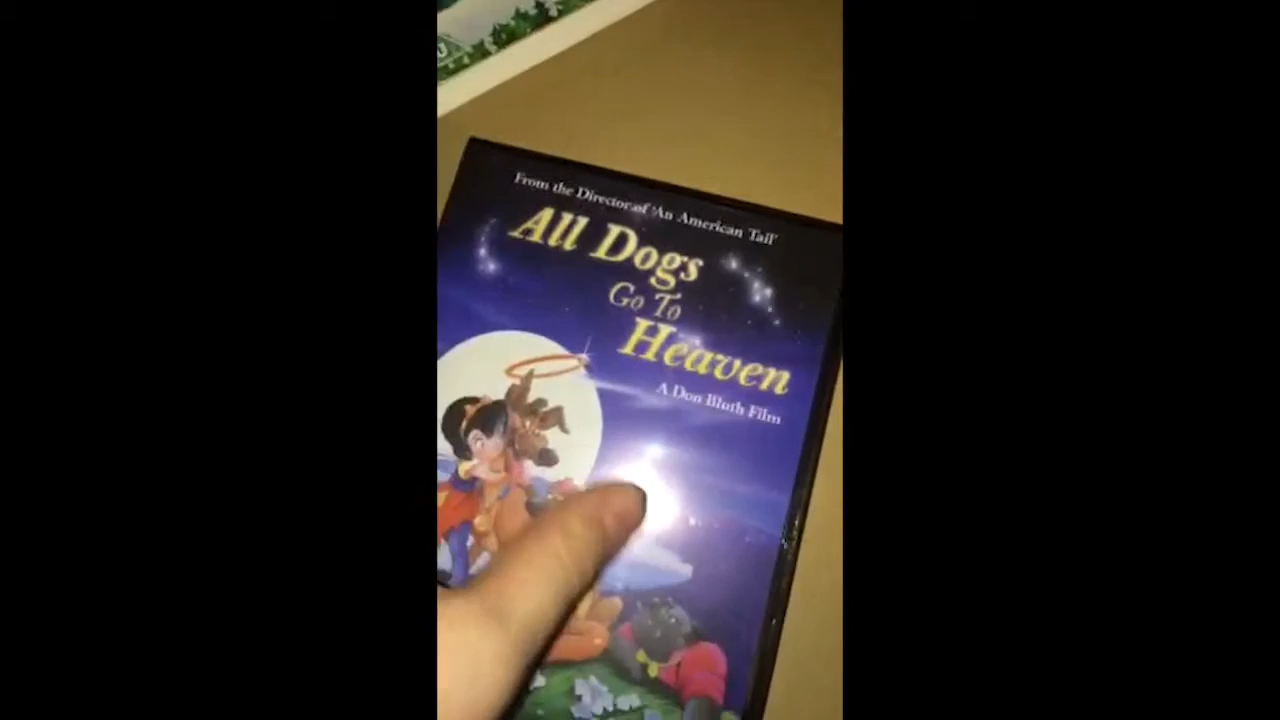 From the Director of 'An American Tail'
All Dogs
Go To
Heaven
A Don Bluth Film
U